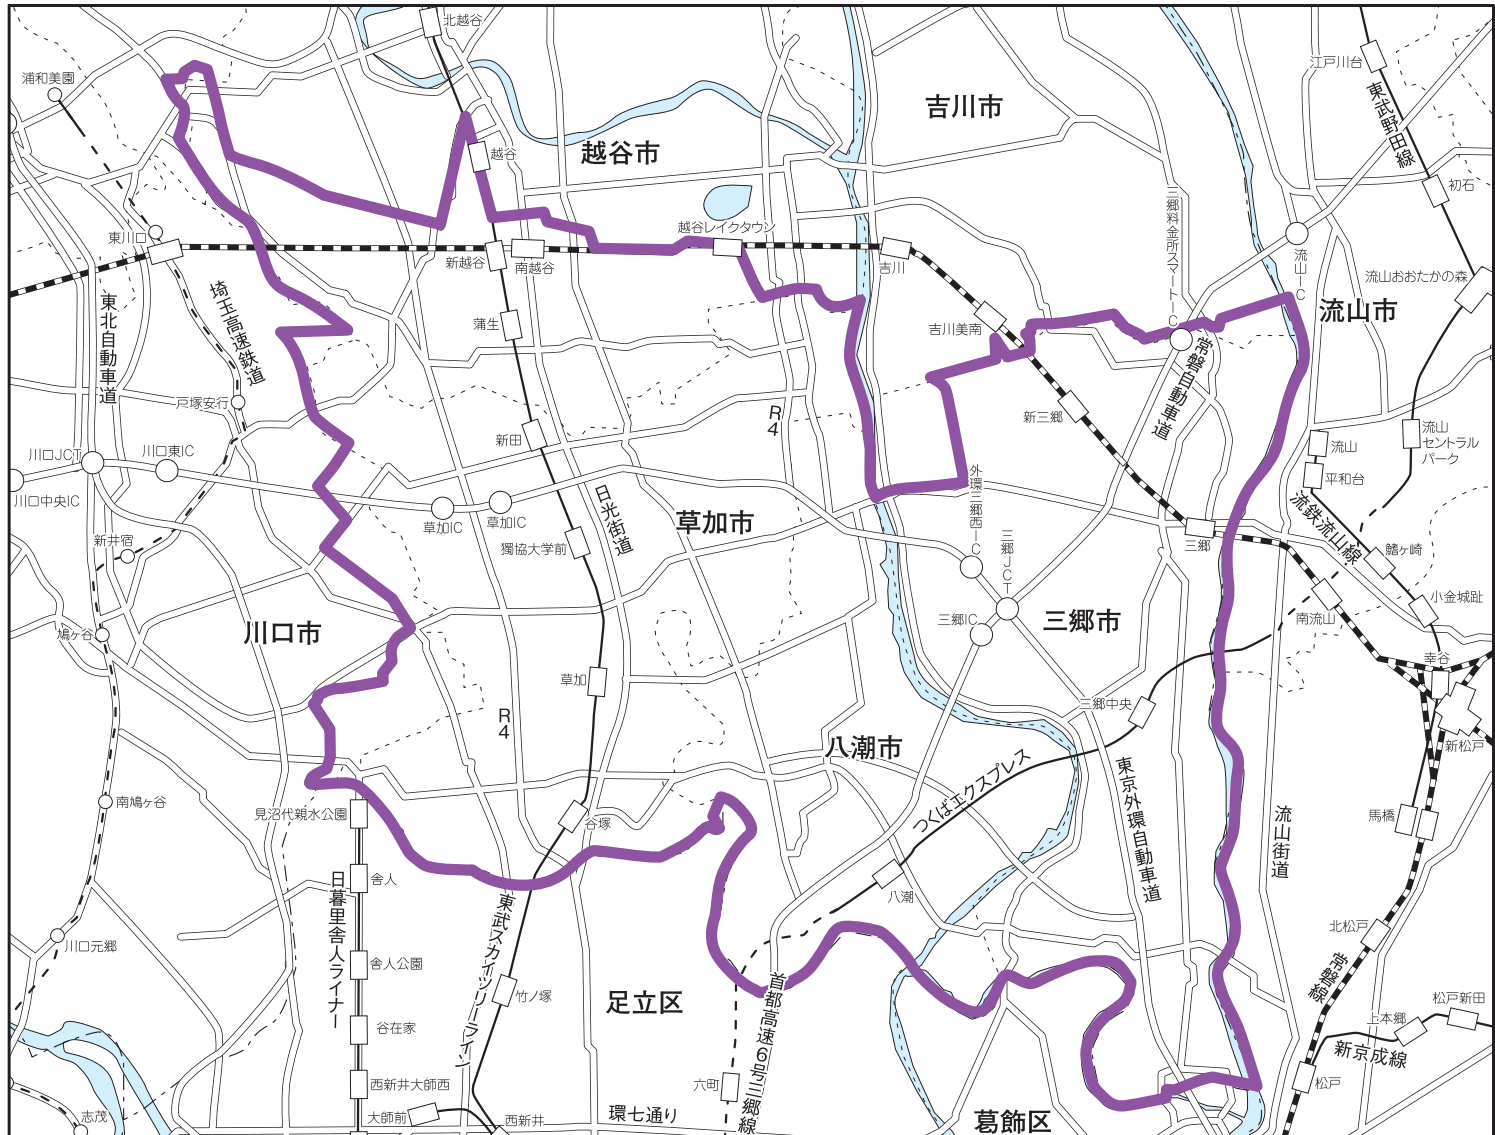 北越谷
浦和美園
越谷
越谷市
吉川市
江戸川台
東武野田線
初石
三郷料金所スマートIC
流山IC
流山おおたかの森
流山市
東川口
新越谷
南越谷
越谷レイクタウン
吉川
吉川美南
埼玉高速鉄道
東北自動車道
蒲生
常磐自動車道
新三郷
戸塚安行
川口JCT
川口東IC
川口中央IC
新田
R4
流山
流山セントラルパーク
平和台
流鉄流山線
草加IC
草加IC
日光街道
草加市
外環三郷西IC
三郷JCT
三郷
新井宿
獨協大学前
鰭ヶ崎
小金城趾
南流山
幸谷
鳩ヶ谷
川口市
三郷IC
三郷市
草加
R4
三郷中央
新松戸
八潮市
つくばエクスプレス
東京外環自動車道
流山街道
馬橋
南鳩ヶ谷
見沼代親水公園
谷塚
舎人
日暮里舎人ライナー
東武スカイツリーライン
八潮
北松戸
川口元郷
舎人公園
竹ノ塚
足立区
首都高速6号三郷線
常磐線
松戸新田
上本郷
新京成線
谷在家
西新井大師西
六町
松戸
志茂
大師前
西新井
環七通り
葛飾区